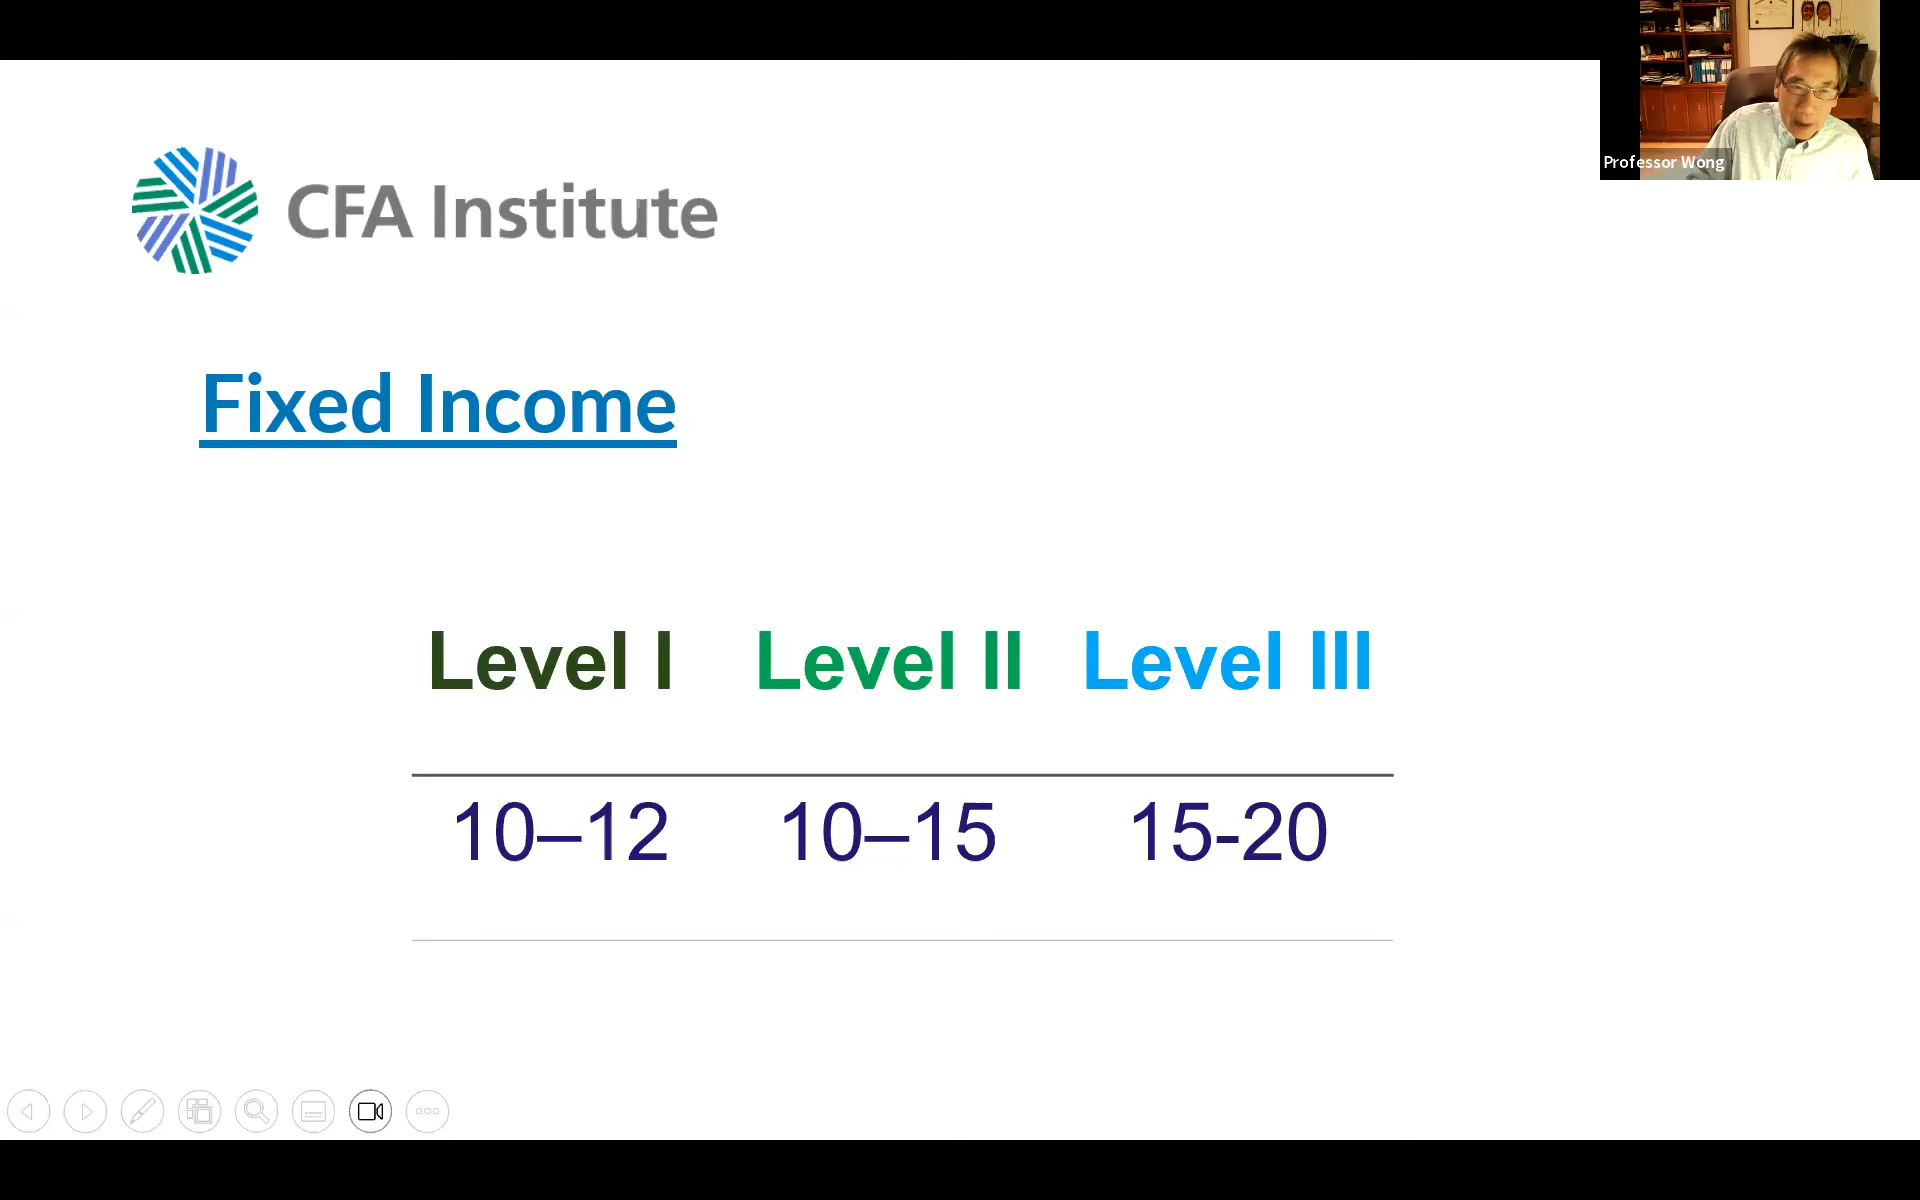 Professor Wong
CFA Institute
Fixed Income
Level I Level II Level III
10–12 10–15 15-20